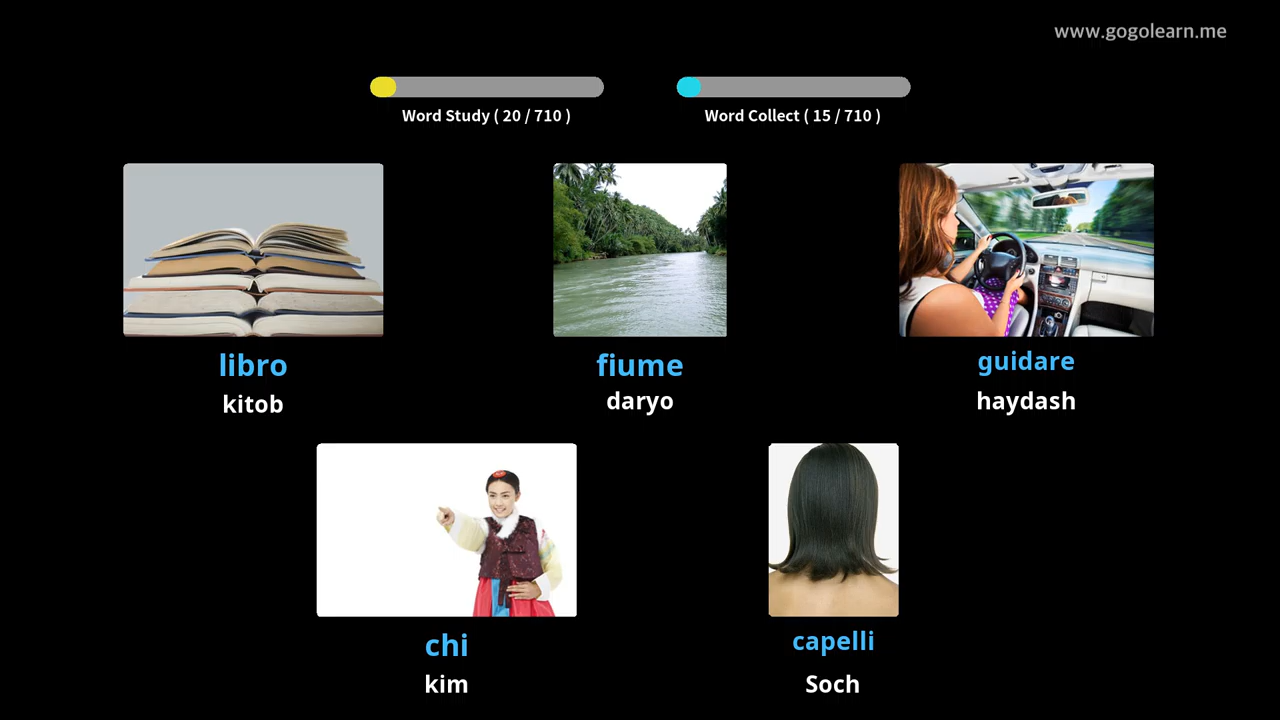 www.gogolearn.me
Word Study ( 20 / 710 )
Word Collect ( 15 / 710 )
libro
kitob
fiume
daryo
guidare
haydash
chi
kim
capelli
Soch